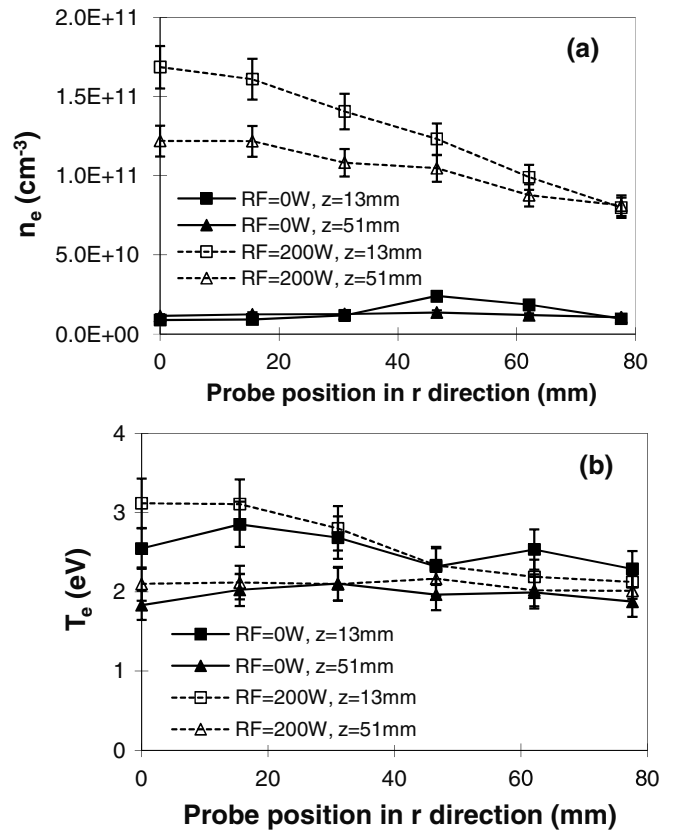 2.0E+11
(a)
1.5E+11
1.0E+11
5.0E+10
0.0E+00
n_e (cm⁻³)
RF=0W, z=13mm
RF=0W, z=51mm
RF=200W, z=13mm
RF=200W, z=51mm
0 20 40 60 80
Probe position in r direction (mm)
4
(b)
3
2
1
0
T_e (eV)
RF=0W, z=13mm
RF=0W, z=51mm
RF=200W, z=13mm
RF=200W, z=51mm
0 20 40 60 80
Probe position in r direction (mm)